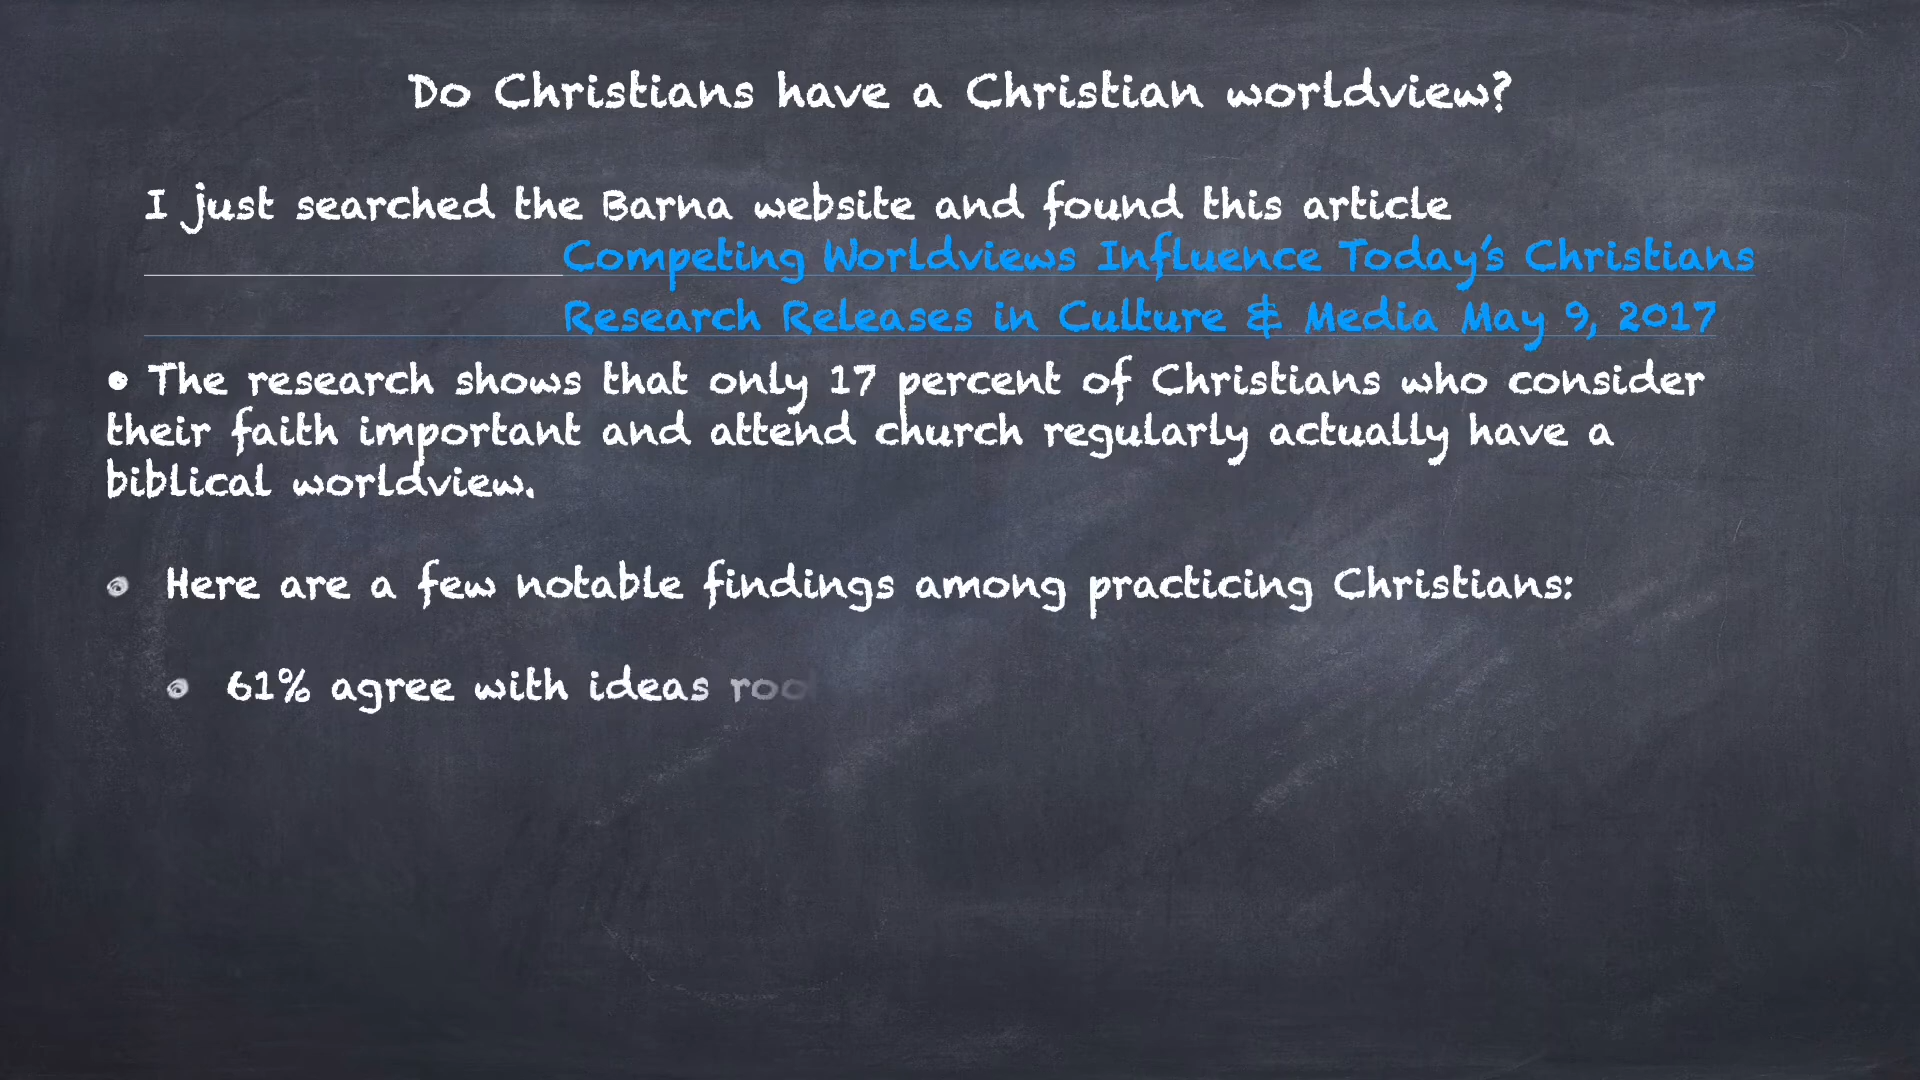 Do Christians have a Christian worldview?
I just searched the Barna website and found this article
Competing Worldviews Influence Today's Christians
Research Releases in Culture & Media May 9, 2017
• The research shows that only 17 percent of Christians who consider
their faith important and attend church regularly actually have a
biblical worldview.
Here are a few notable findings among practicing Christians:
61% agree with ideas